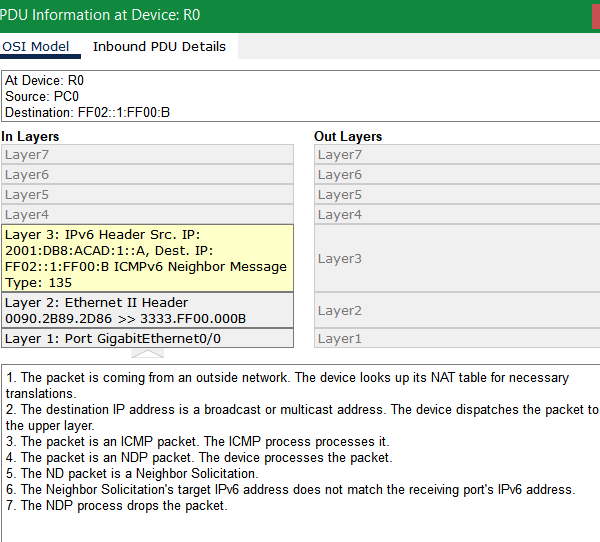 PDU Information at Device: R0
OSI Model Inbound PDU Details
At Device: R0
Source: PC0
Destination: FF02::1:FF00:B
In Layers
Layer7
Layer6
Layer5
Layer4
Layer 3: IPv6 Header Src. IP:
2001:DB8:ACAD:1::A, Dest. IP:
FF02::1:FF00:B ICMPv6 Neighbor Message
Type: 135
Layer 2: Ethernet II Header
0090.2B89.2D86 >> 3333.FF00.000B
Layer 1: Port GigabitEthernet0/0
Out Layers
Layer7
Layer6
Layer5
Layer4
Layer3
Layer2
Layer1
1. The packet is coming from an outside network. The device looks up its NAT table for necessary
translations.
2. The destination IP address is a broadcast or multicast address. The device dispatches the packet to
the upper layer.
3. The packet is an ICMP packet. The ICMP process processes it.
4. The packet is an NDP packet. The device processes the packet.
5. The ND packet is a Neighbor Solicitation.
6. The Neighbor Solicitation's target IPv6 address does not match the receiving port's IPv6 address.
7. The NDP process drops the packet.